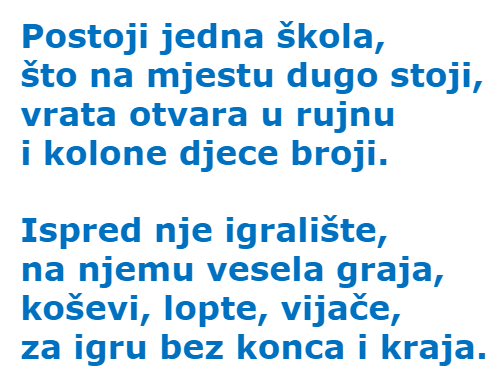 Postoji jedna škola,
što na mjestu dugo stoji,
vrata otvara u rujnu
i kolone djece broji.

Ispred nje igralište,
na njemu vesela graja,
koševi, lopte, vijače,
za igru bez konca i kraja.